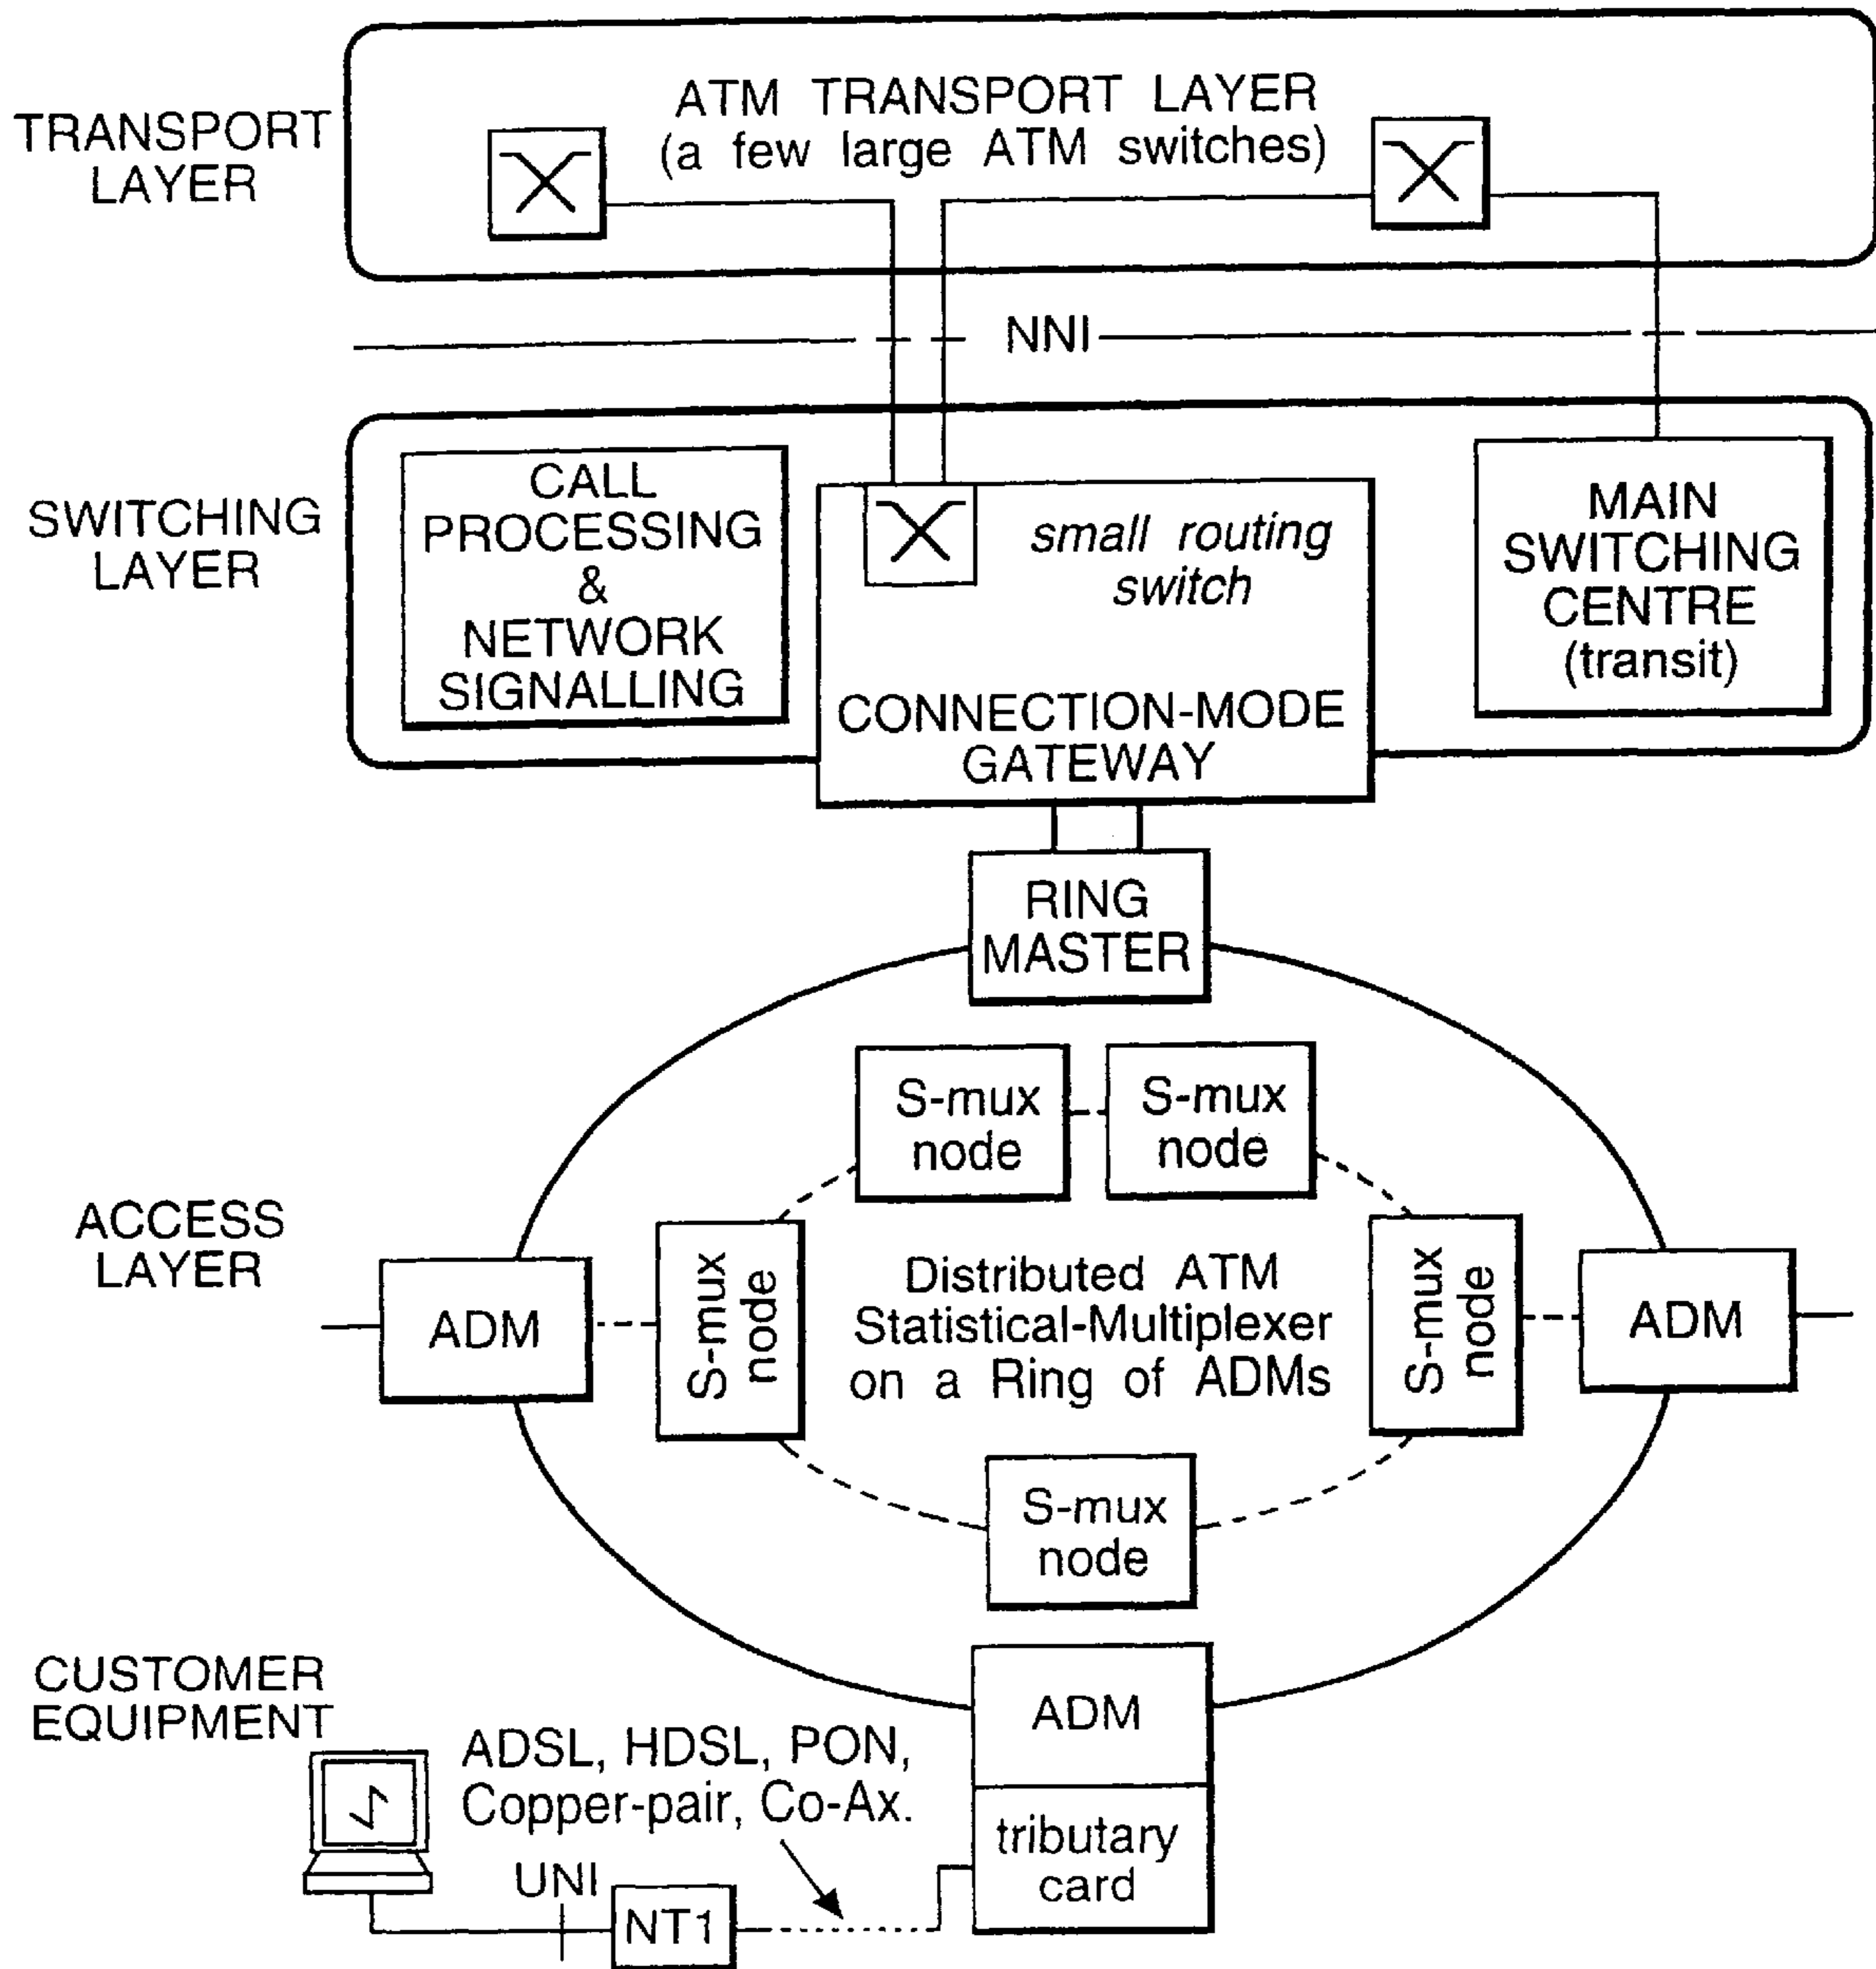 TRANSPORT
LAYER
ATM TRANSPORT LAYER
(a few large ATM switches)
NNI
SWITCHING
LAYER
CALL
PROCESSING
&
NETWORK
SIGNALLING
small routing
switch
CONNECTION-MODE
GATEWAY
MAIN
SWITCHING
CENTRE
(transit)
RING
MASTER
S-mux
node
S-mux
node
ACCESS
LAYER
ADM
S-mux
node
Distributed ATM
Statistical-Multiplexer
on a Ring of ADMs
S-mux
node
ADM
S-mux
node
CUSTOMER
EQUIPMENT
ADSL, HDSL, PON,
Copper-pair, Co-Ax.
UNI
NT1
ADM
tributary
card